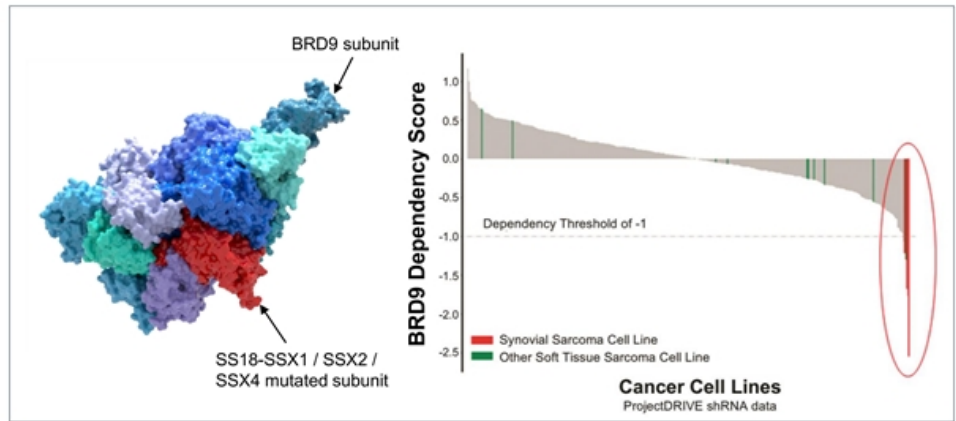 BRD9 subunit
SS18-SSX1 / SSX2 /
SSX4 mutated subunit
BRD9 Dependency Score
1.0
0.5
0.0
-0.5
-1.0
-1.5
-2.0
-2.5
Dependency Threshold of -1
Synovial Sarcoma Cell Line
Other Soft Tissue Sarcoma Cell Line
Cancer Cell Lines
ProjectDRIVE shRNA data